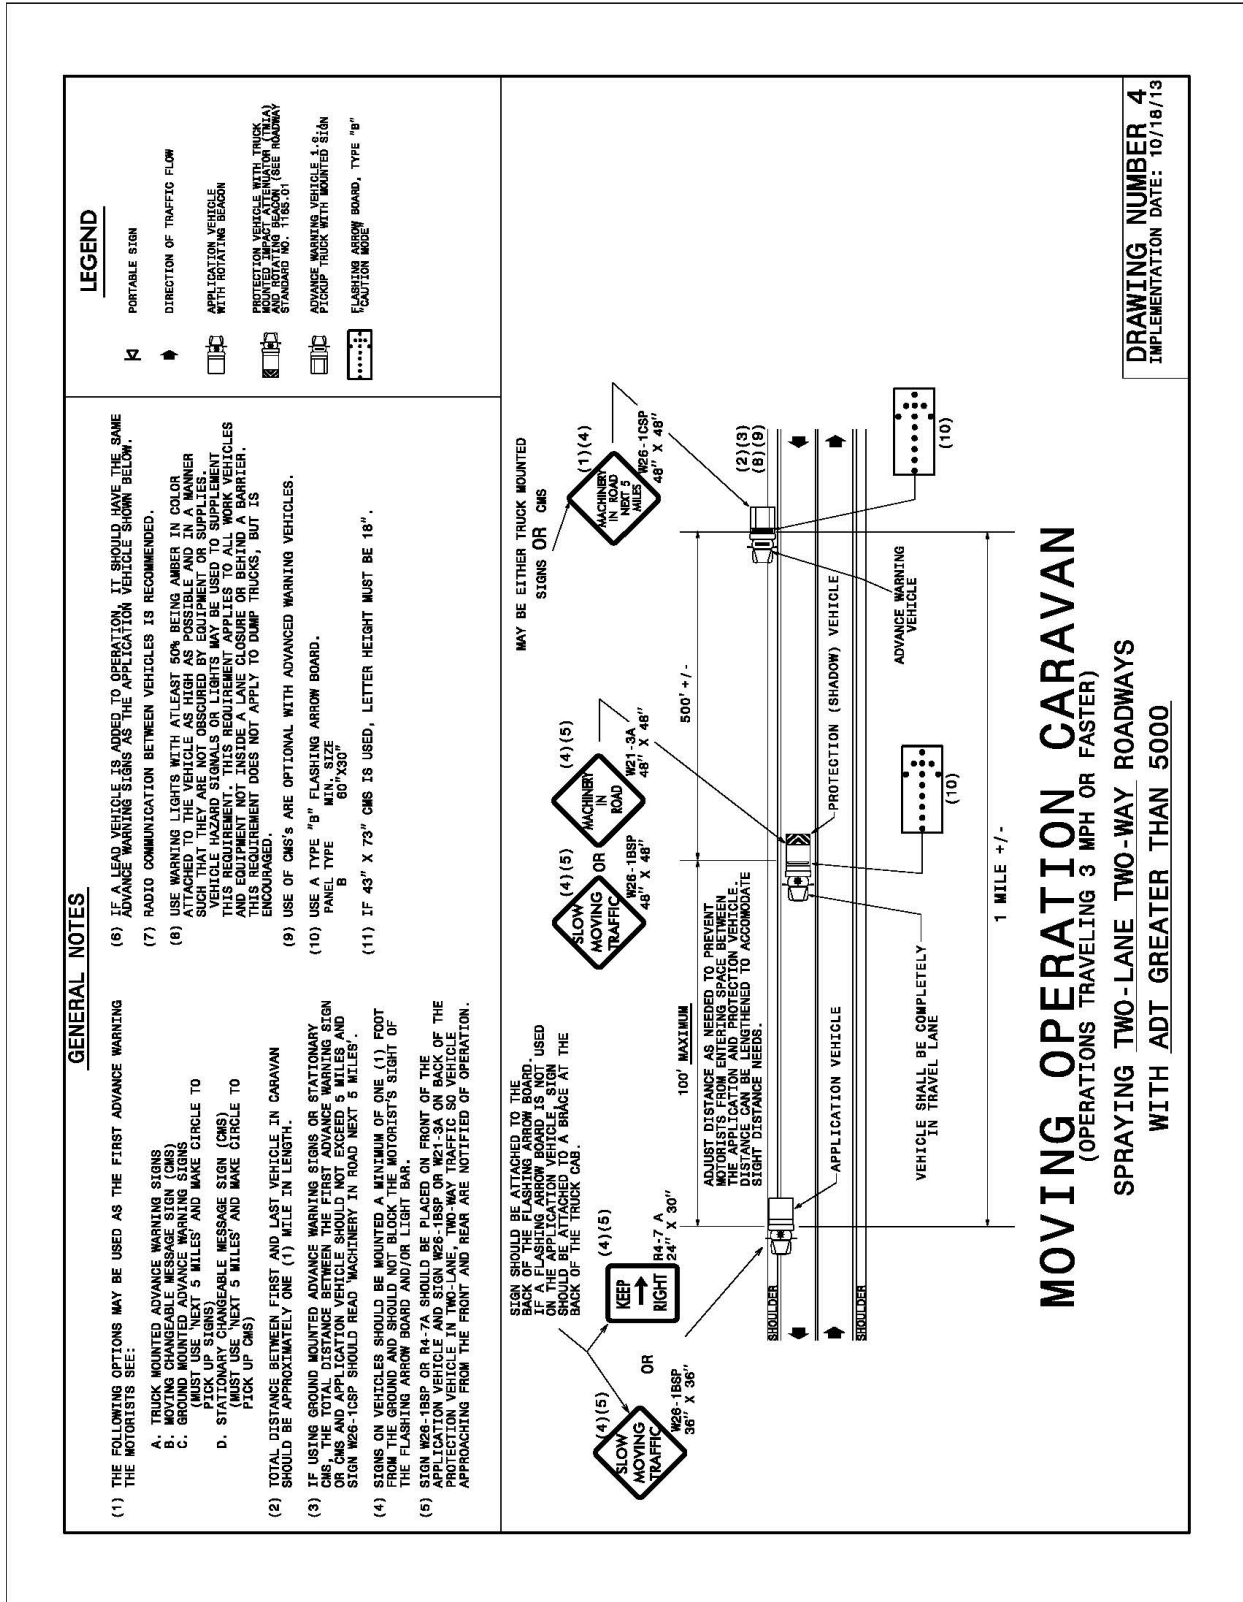 GENERAL NOTES
(1) THE FOLLOWING OPTIONS MAY BE USED AS THE FIRST ADVANCE WARNING
THE MOTORISTS SEE:
A. TRUCK MOUNTED ADVANCE WARNING SIGNS
B. MOVING CHANGEABLE MESSAGE SIGN (CMS)
C. GROUND MOUNTED ADVANCE WARNING SIGNS
(MUST USE 'NEXT 5 MILES' AND MAKE CIRCLE TO
PICK UP SIGNS)
D. STATIONARY CHANGEABLE MESSAGE SIGN (CMS)
(MUST USE 'NEXT 5 MILES' AND MAKE CIRCLE TO
PICK UP CMS)
(2) TOTAL DISTANCE BETWEEN FIRST AND LAST VEHICLE IN CARAVAN
SHOULD BE APPROXIMATELY ONE (1) MILE IN LENGTH.
(3) IF USING GROUND MOUNTED ADVANCE WARNING SIGNS OR STATIONARY
CMS, THE TOTAL DISTANCE BETWEEN THE FIRST ADVANCE WARNING SIGN
OR CMS AND APPLICATION VEHICLE SHOULD NOT EXCEED 5 MILES AND
SIGN W26-1CSP SHOULD READ 'MACHINERY IN ROAD NEXT 5 MILES'.
(4) SIGNS ON VEHICLES SHOULD BE MOUNTED A MINIMUM OF ONE (1) FOOT
FROM THE GROUND AND SHOULD NOT BLOCK THE MOTORIST'S SIGHT OF
THE FLASHING ARROW BOARD AND/OR LIGHT BAR.
(5) SIGN W26-1BSP OR R4-7A SHOULD BE PLACED ON FRONT OF THE
APPLICATION VEHICLE AND SIGN W26-1BSP OR W21-3A ON BACK OF THE
PROTECTION VEHICLE IN TWO-LANE, TWO-WAY TRAFFIC SO VEHICLE
APPROACHING FROM THE FRONT AND REAR ARE NOTIFIED OF OPERATION.
(6) IF A LEAD VEHICLE IS ADDED TO OPERATION, IT SHOULD HAVE THE SAME
ADVANCE WARNING SIGNS AS THE APPLICATION VEHICLE SHOWN BELOW.
(7) RADIO COMMUNICATION BETWEEN VEHICLES IS RECOMMENDED.
(8) USE WARNING LIGHTS WITH ATLEAST 50% BEING AMBER IN COLOR
ATTACHED TO THE VEHICLE AS HIGH AS POSSIBLE AND IN A MANNER
SUCH THAT THEY ARE NOT OBSCURED BY EQUIPMENT OR SUPPLIES.
VEHICLE HAZARD SIGNALS OR LIGHTS MAY BE USED TO SUPPLEMENT
THIS REQUIREMENT. THIS REQUIREMENT APPLIES TO ALL WORK VEHICLES
AND EQUIPMENT NOT INSIDE A LANE CLOSURE OR BEHIND A BARRIER.
THIS REQUIREMENT DOES NOT APPLY TO DUMP TRUCKS, BUT IS
ENCOURAGED.
(9) USE OF CMS's ARE OPTIONAL WITH ADVANCED WARNING VEHICLES.
(10) USE A TYPE "B" FLASHING ARROW BOARD.
PANEL TYPE MIN. SIZE
B 60"X30"
(11) IF 43" X 73" CMS IS USED, LETTER HEIGHT MUST BE 18".
LEGEND
PORTABLE SIGN
DIRECTION OF TRAFFIC FLOW
APPLICATION VEHICLE
WITH ROTATING BEACON
PROTECTION VEHICLE WITH TRUCK
MOUNTED IMPACT ATTENUATOR (TMIA)
AND ROTATING BEACON (SEE ROADWAY
STANDARD NO. 1165.01
ADVANCE WARNING VEHICLE i.e.,
PICKUP TRUCK WITH MOUNTED SIGN
FLASHING ARROW BOARD, TYPE "B"
"CAUTION MODE"
SIGN SHOULD BE ATTACHED TO THE
BACK OF THE FLASHING ARROW BOARD.
IF A FLASHING ARROW BOARD IS NOT USED
ON THE APPLICATION VEHICLE, SIGN
SHOULD BE ATTACHED TO A BRACE AT THE
BACK OF THE TRUCK CAB.
(4)(5)
SLOW
MOVING
TRAFFIC
W26-1BSP
36" X 36"
OR
(4)(5)
KEEP
RIGHT
R4-7 A
24" X 30"
(4)(5)
SLOW
MOVING
TRAFFIC
W26-1BSP
48" X 48"
OR
(4)(5)
MACHINERY
IN
ROAD
W21-3A
48" X 48"
MAY BE EITHER TRUCK MOUNTED
SIGNS OR CMS
(1)(4)
MACHINERY
IN ROAD
NEXT 5
MILES
W26-1CSP
48" X 48"
100' MAXIMUM
500' +/-
ADJUST DISTANCE AS NEEDED TO PREVENT
MOTORISTS FROM ENTERING SPACE BETWEEN
THE APPLICATION AND PROTECTION VEHICLE.
DISTANCE CAN BE LENGTHENED TO ACCOMODATE
SIGHT DISTANCE NEEDS.
(2)(3)
(8)(9)
SHOULDER
SHOULDER
APPLICATION VEHICLE
PROTECTION (SHADOW) VEHICLE
ADVANCE WARNING
VEHICLE
VEHICLE SHALL BE COMPLETELY
IN TRAVEL LANE
(10)
(10)
1 MILE +/-
MOVING OPERATION CARAVAN
(OPERATIONS TRAVELING 3 MPH OR FASTER)
SPRAYING TWO-LANE TWO-WAY ROADWAYS
WITH ADT GREATER THAN 5000
DRAWING NUMBER 4
IMPLEMENTATION DATE: 10/18/13